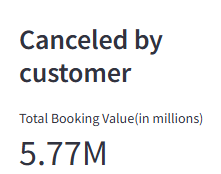 Canceled by
customer
Total Booking Value(in millions)
5.77M